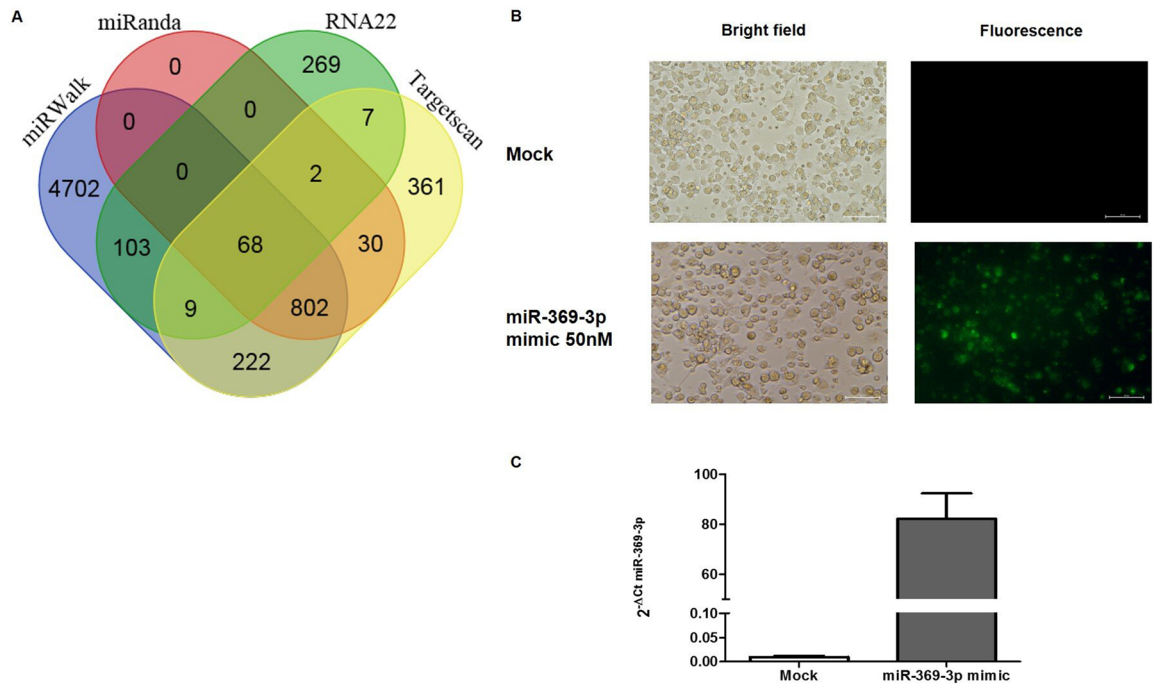 A
miRanda
RNA22
miRWalk
Targetscan
0
269
0
0
7
4702
0
2
361
103
68
30
9
802
222
B
Bright field
Fluorescence
Mock
miR-369-3p
mimic 50nM
C
2-ΔCt miR-369-3p
100
80
60
0.10
0.05
0.00
Mock
miR-369-3p mimic